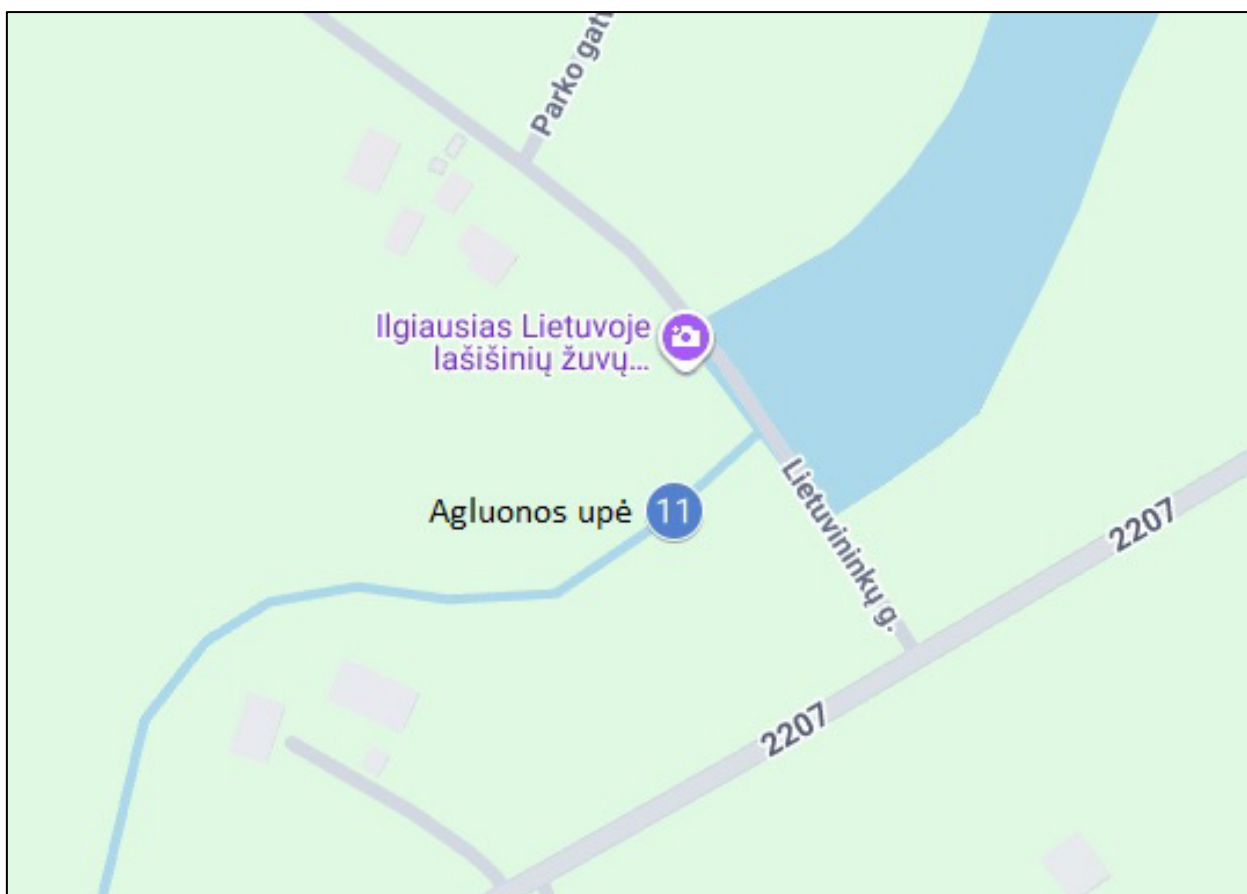 Parko gatv
Ilgiausias Lietuvoje
lašišinių žuvų...
Agluonos upė
11
Lietuvininkų g.
2207
2207